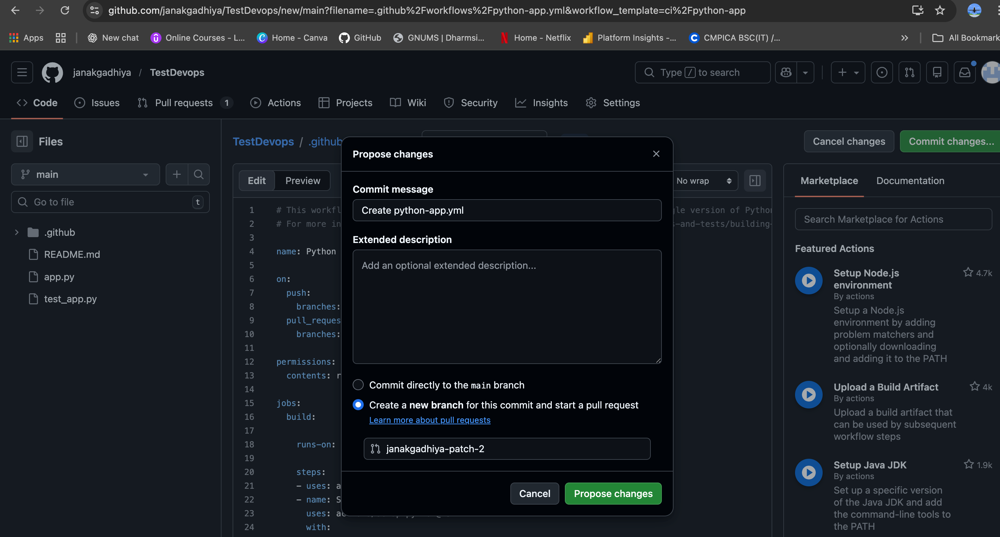 github.com/janakgadhiya/TestDevops/new/main?filename=.github%2Fworkflows%2Fpython-app.yml&workflow_template=ci%2Fpython-app
Apps New chat Online Courses - L... Home - Canva GitHub GNUMS | Dharmsi... Home - Netflix Platform Insights -... CMPICA BSC(IT) /... All Bookmark
janakgadhiya / TestDevops Type / to search
Code Issues Pull requests 1 Actions Projects Wiki Security Insights Settings
Files
main
Go to file t
.github
README.md
app.py
test_app.py
TestDevops / .github
Cancel changes Commit changes...
Edit Preview
No wrap
1 # This workfl
le version of Pytho
2 # For more in
s-and-tests/building-
3
4 name: Python
5
6 on:
7 push:
8 branches:
9 pull_reques
10 branches:
11
12 permissions:
13 contents: r
14
15 jobs:
16 build:
17
18 runs-on:
19
20 steps:
21 - uses: a
22 - name: S
23 uses: ac
24 with:
Propose changes
Commit message
Create python-app.yml
Extended description
Add an optional extended description...
Commit directly to the main branch
Create a new branch for this commit and start a pull request
Learn more about pull requests
janakgadhiya-patch-2
Cancel Propose changes
Marketplace Documentation
Search Marketplace for Actions
Featured Actions
Setup Node.js environment 4.7k
By actions
Setup a Node.js
environment by adding
problem matchers and
optionally downloading
and adding it to the PATH
Upload a Build Artifact 4k
By actions
Upload a build artifact that
can be used by subsequent
workflow steps
Setup Java JDK 1.9k
By actions
Set up a specific version
of the Java JDK and add
the command-line tools to
the PATH